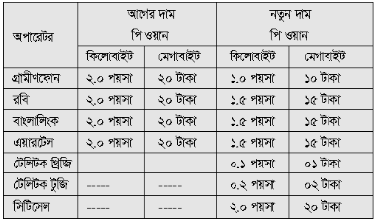 অপারেটর আগের দাম নতুন দাম
পি ওয়ান পি ওয়ান
কিলোবাইট মেগাবাইট কিলোবাইট মেগাবাইট
গ্রামীণফোন ২.০ পয়সা ২০ টাকা ১.০ পয়সা ১০ টাকা
রবি ২.০ পয়সা ২০ টাকা ১.৫ পয়সা ১৫ টাকা
বাংলালিংক ২.০ পয়সা ২০ টাকা ১.৫ পয়সা ১৫ টাকা
এয়ারটেল ২.০ পয়সা ২০ টাকা ১.৫ পয়সা ১৫ টাকা
টেলিটক থ্রিজি ০.১ পয়সা ০১ টাকা
টেলিটক টুজি ----- ----- ০.২ পয়সা ০২ টাকা
সিটিসেল ----- ----- ২.০ পয়সা ২০ টাকা